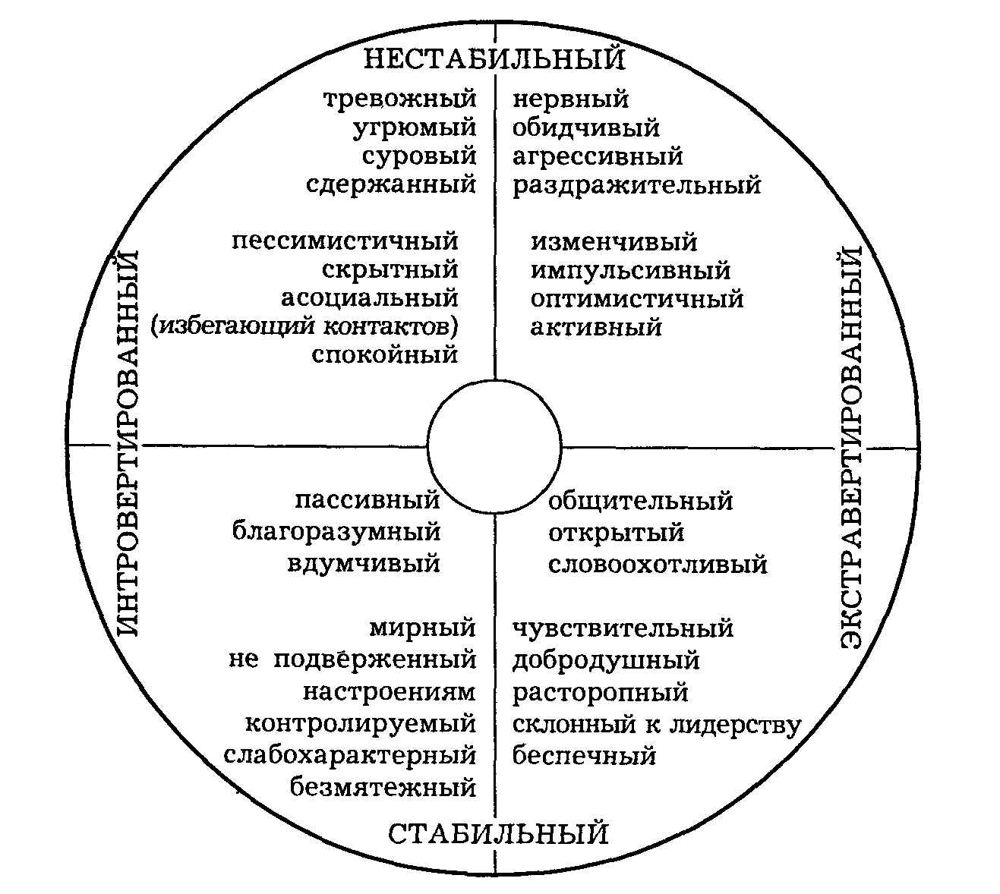 НЕСТАБИЛЬНЫЙ
тревожный
угрюмый
суровый
сдержанный
пессимистичный
скрытный
асоциальный
(избегающий контактов)
спокойный
нервный
обидчивый
агрессивный
раздражительный
изменчивый
импульсивный
оптимистичный
активный
ИНТРОВЕРТИРОВАННЫЙ
ЭКСТРАВЕРТИРОВАННЫЙ
пассивный
благоразумный
вдумчивый
мирный
не подверженный
настроениям
контролируемый
слабохарактерный
безмятежный
общительный
открытый
словоохотливый
чувствительный
добродушный
расторопный
склонный к лидерству
беспечный
СТАБИЛЬНЫЙ